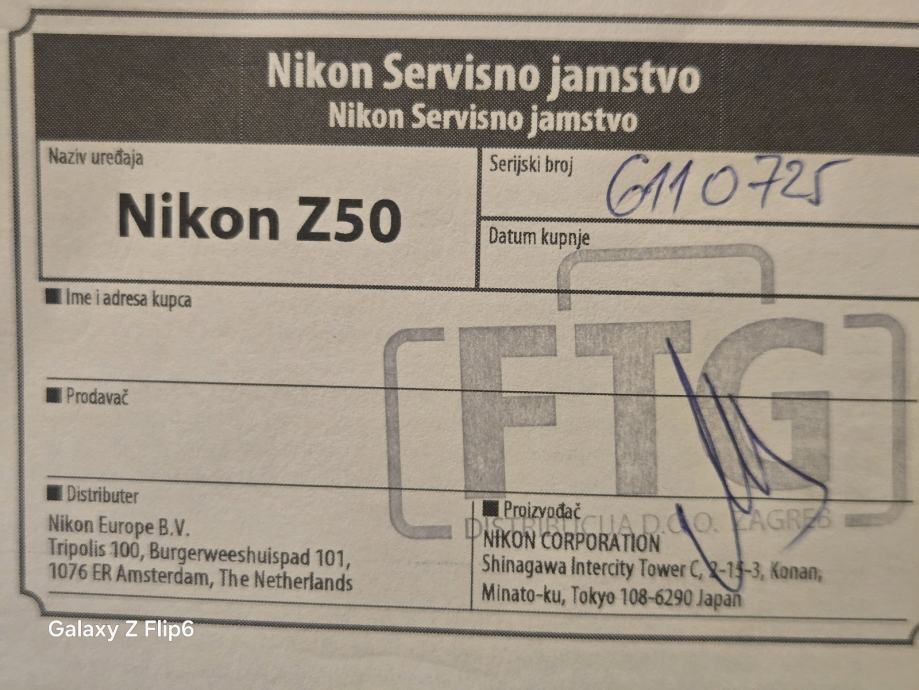 Nikon Servisno jamstvo
Nikon Servisno jamstvo
Naziv uređaja
Nikon Z50
Serijski broj
6110725
Datum kupnje
Ime i adresa kupca
Prodavač
FTG
DISTRIBUCIJA D.O.O. ZAGREB
Distributer
Nikon Europe B.V.
Tripolis 100, Burgerweeshuispad 101,
1076 ER Amsterdam, The Netherlands
Proizvođač
NIKON CORPORATION
Shinagawa Intercity Tower C, 2-15-3, Konan,
Minato-ku, Tokyo 108-6290 Japan
Galaxy Z Flip6